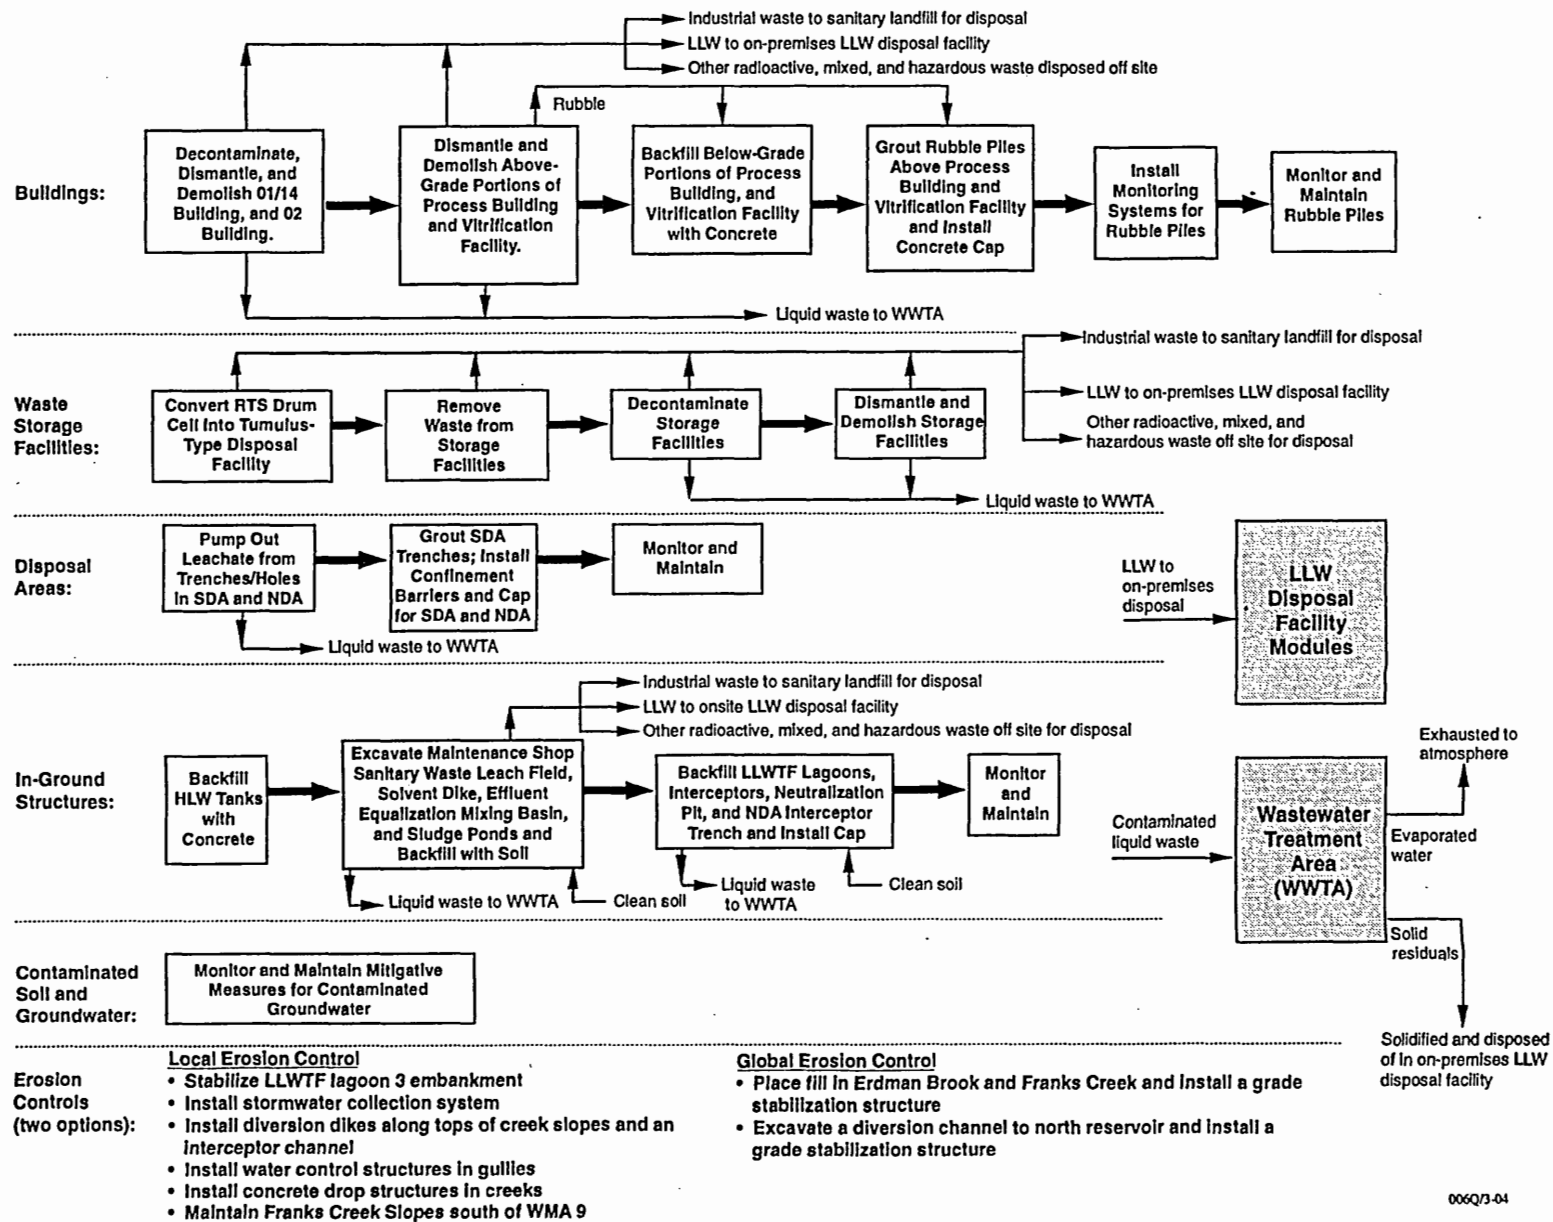 Industrial waste to sanitary landfill for disposal
LLW to on-premises LLW disposal facility
Other radioactive, mixed, and hazardous waste disposed off site
Rubble
Buildings:
Decontaminate,
Dismantle, and
Demolish 01/14
Building, and 02
Building.
Dismantle and
Demolish Above-
Grade Portions of
Process Building
and Vitrification
Facility.
Backfill Below-Grade
Portions of Process
Building, and
Vitrification Facility
with Concrete
Grout Rubble Piles
Above Process
Building and
Vitrification Facility
and Install
Concrete Cap
Install
Monitoring
Systems for
Rubble Piles
Monitor and
Maintain
Rubble Piles
Liquid waste to WWTA
Industrial waste to sanitary landfill for disposal
LLW to on-premises LLW disposal facility
Other radioactive, mixed, and
hazardous waste off site for disposal
Waste
Storage
Facilities:
Convert RTS Drum
Cell Into Tumulus-
Type Disposal
Facility
Remove
Waste from
Storage
Facilities
Decontaminate
Storage
Facilities
Dismantle and
Demolish Storage
Facilities
Liquid waste to WWTA
Disposal
Areas:
Pump Out
Leachate from
Trenches/Holes
in SDA and NDA
Grout SDA
Trenches; Install
Confinement
Barriers and Cap
for SDA and NDA
Monitor and
Maintain
Liquid waste to WWTA
LLW to
on-premises
disposal
LLW
Disposal
Facility
Modules
Industrial waste to sanitary landfill for disposal
LLW to onsite LLW disposal facility
Other radioactive, mixed, and hazardous waste off site for disposal
In-Ground
Structures:
Backfill
HLW Tanks
with
Concrete
Excavate Maintenance Shop
Sanitary Waste Leach Field,
Solvent Dike, Effluent
Equalization Mixing Basin,
and Sludge Ponds and
Backfill with Soil
Backfill LLWTF Lagoons,
Interceptors, Neutralization
Pit, and NDA Interceptor
Trench and Install Cap
Monitor
and
Maintain
Liquid waste to WWTA
Clean soil
Liquid waste
to WWTA
Clean soil
Contaminated
liquid waste
Wastewater
Treatment
Area
(WWTA)
Exhausted to
atmosphere
Evaporated
water
Solid
residuals
Solidified and disposed
of in on-premises LLW
disposal facility
Contaminated
Soil and
Groundwater:
Monitor and Maintain Mitigative
Measures for Contaminated
Groundwater
Erosion
Controls
(two options):
Local Erosion Control
• Stabilize LLWTF lagoon 3 embankment
• Install stormwater collection system
• Install diversion dikes along tops of creek slopes and an
interceptor channel
• Install water control structures in gullies
• Install concrete drop structures in creeks
• Maintain Franks Creek Slopes south of WMA 9
Global Erosion Control
• Place fill in Erdman Brook and Franks Creek and install a grade
stabilization structure
• Excavate a diversion channel to north reservoir and install a
grade stabilization structure
006Q/3-04